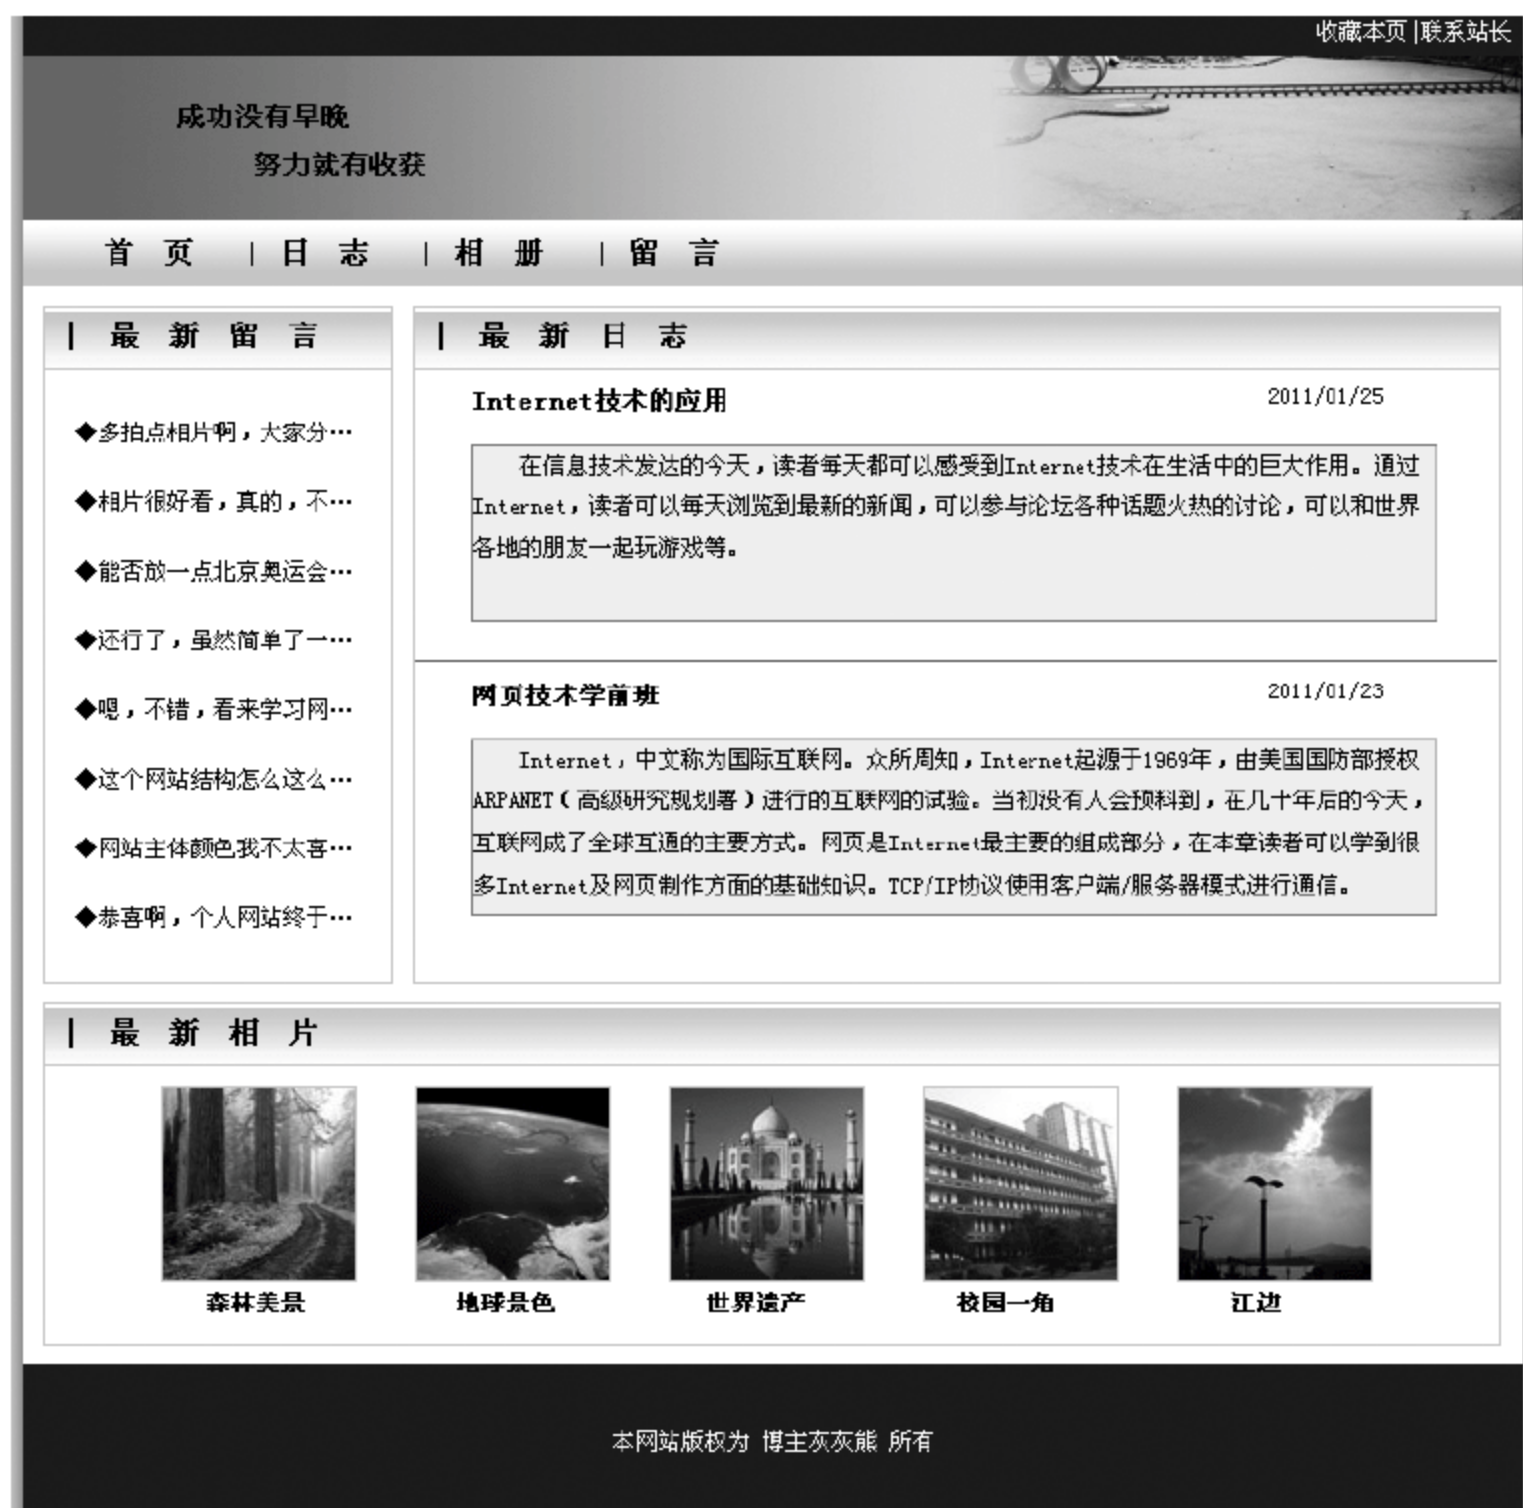 收藏本页 |联系站长
成功没有早晚
努力就有收获
首 页 | 日 志 | 相 册 | 留 言
| 最 新 留 言
◆多拍点相片啊，大家分…
◆相片很好看，真的，不…
◆能否放一点北京奥运会…
◆还行了，虽然简单了一…
◆嗯，不错，看来学习网…
◆这个网站结构怎么这么…
◆网站主体颜色我不太喜…
◆恭喜啊，个人网站终于…
| 最 新 日 志
Internet技术的应用 2011/01/25
在信息技术发达的今天，读者每天都可以感受到Internet技术在生活中的巨大作用。通过
Internet，读者可以每天浏览到最新的新闻，可以参与论坛各种话题火热的讨论，可以和世界
各地的朋友一起玩游戏等。
网页技术学前班 2011/01/23
Internet，中文称为国际互联网。众所周知，Internet起源于1969年，由美国国防部授权
ARPANET（高级研究规划署）进行的互联网的试验。当初没有人会预料到，在几十年后的今天，
互联网成了全球互通的主要方式。网页是Internet最主要的组成部分，在本章读者可以学到很
多Internet及网页制作方面的基础知识。TCP/IP协议使用客户端/服务器模式进行通信。
| 最 新 相 片
森林美景 地球景色 世界遗产 校园一角 江边
本网站版权为 博主灰灰熊 所有